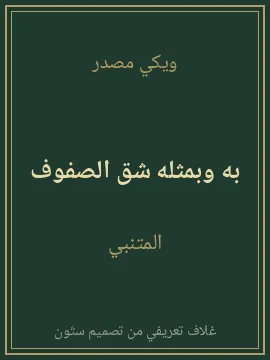 ويكي مصدر
به وبمثله شق الصفوف
المتنبي
غلاف تعريفي من تصميم سثون